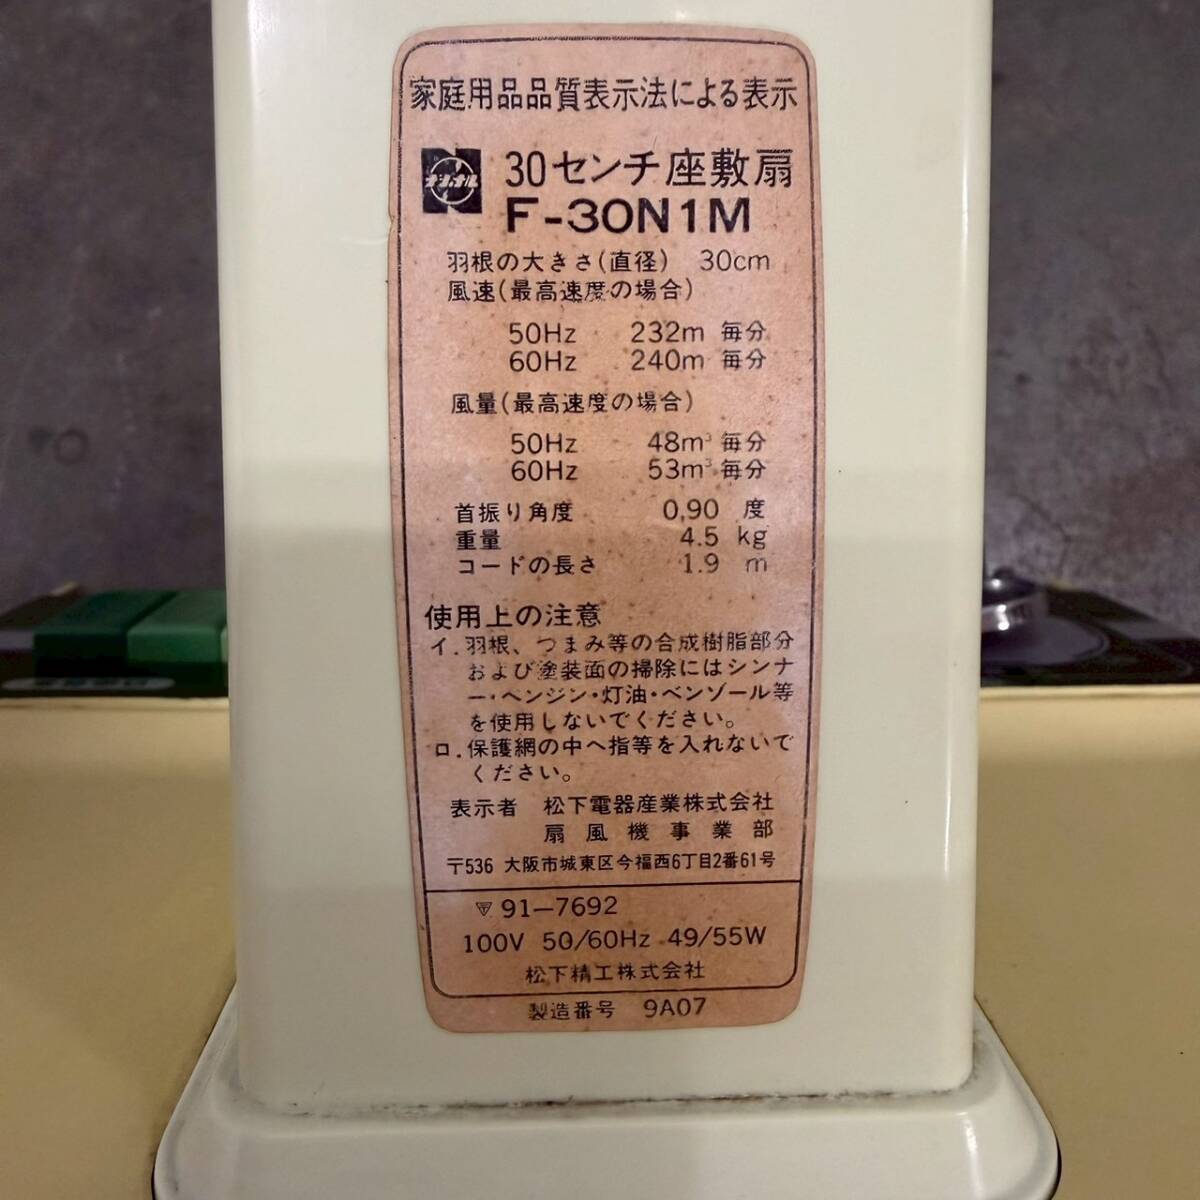 家庭用品品質表示法による表示
ナショナル
30センチ座敷扇
F-30N1M
羽根の大きさ(直径) 30cm
風速(最高速度の場合)
50Hz 232m 毎分
60Hz 240m 毎分
風量(最高速度の場合)
50Hz 48m³ 毎分
60Hz 53m³ 毎分
首振り角度 0,90 度
重量 4.5 kg
コードの長さ 1.9 m
使用上の注意
イ.羽根、つまみ等の合成樹脂部分
および塗装面の掃除にはシンナ
ー・ベンジン・灯油・ベンゾール等
を使用しないでください。
ロ.保護網の中へ指等を入れないで
ください。
表示者 松下電器産業株式会社
扇風機事業部
〒536 大阪市城東区今福西6丁目2番61号
91-7692
100V 50/60Hz 49/55W
松下精工株式会社
製造番号 9A07